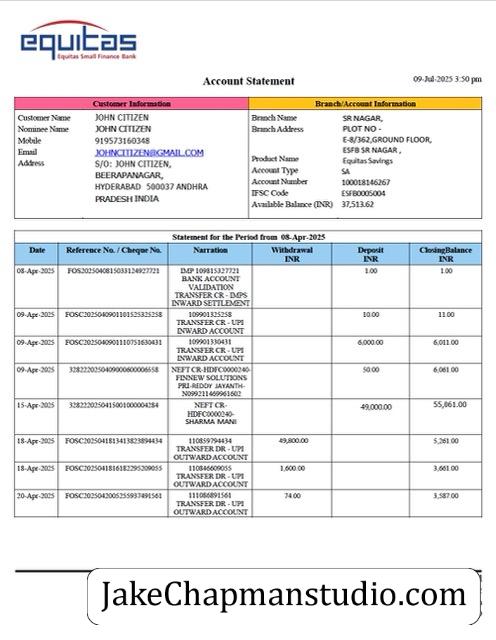 equitas
Equitas Small Finance Bank
Account Statement
09-Jul-2025 3:50 pm
Customer Information
Customer Name JOHN CITIZEN
Nominee Name JOHN CITIZEN
Mobile 919573160348
Email JOHNCITIZEN@GMAIL.COM
Address S/O: JOHN CITIZEN,
BEERAPANAGAR,
HYDERABAD 500037 ANDHRA
PRADESH INDIA
Branch/Account Information
Branch Name SR NAGAR,
Branch Address PLOT NO -
E-8/362,GROUND FLOOR,
ESFB SR NAGAR ,
Product Name Equitas Savings
Account Type SA
Account Number 100018146267
IFSC Code ESFB0005004
Available Balance (INR) 37,513.62
Statement for the Period from 08-Apr-2025
Date Reference No. / Cheque No. Narration Withdrawal INR Deposit INR ClosingBalance INR
08-Apr-2025 FOS2025040815033124927721 IMP 109815327721 1.00 1.00
BANK ACCOUNT
VALIDATION
TRANSFER CR - IMPS
INWARD SETTLEMENT
09-Apr-2025 FOSC2025040901101525325258 109901325258 10.00 11.00
TRANSFER CR - UPI
INWARD ACCOUNT
09-Apr-2025 FOSC2025040901110751630431 109901330431 6,000.00 6,011.00
TRANSFER CR - UPI
INWARD ACCOUNT
09-Apr-2025 3282220250409000600006558 NEFT CR-HDFC0000240- 50.00 6,061.00
FINNEW SOLUTIONS
PRI-REDDY JAYANTH-
N099211469961602
15-Apr-2025 3282220250415001000004284 NEFT CR- 49,000.00 55,061.00
HDFC0000240-
SHARMA MANI
18-Apr-2025 FOSC2025041813413823894434 110859794434 49,800.00 5,261.00
TRANSFER DR - UPI
OUTWARD ACCOUNT
18-Apr-2025 FOSC2025041816182295209055 110846609055 1,600.00 3,661.00
TRANSFER DR - UPI
OUTWARD ACCOUNT
20-Apr-2025 FOSC2025042005255937491561 111086891561 74.00 3,587.00
TRANSFER DR - UPI
OUTWARD ACCOUNT
JakeChapmanstudio.com